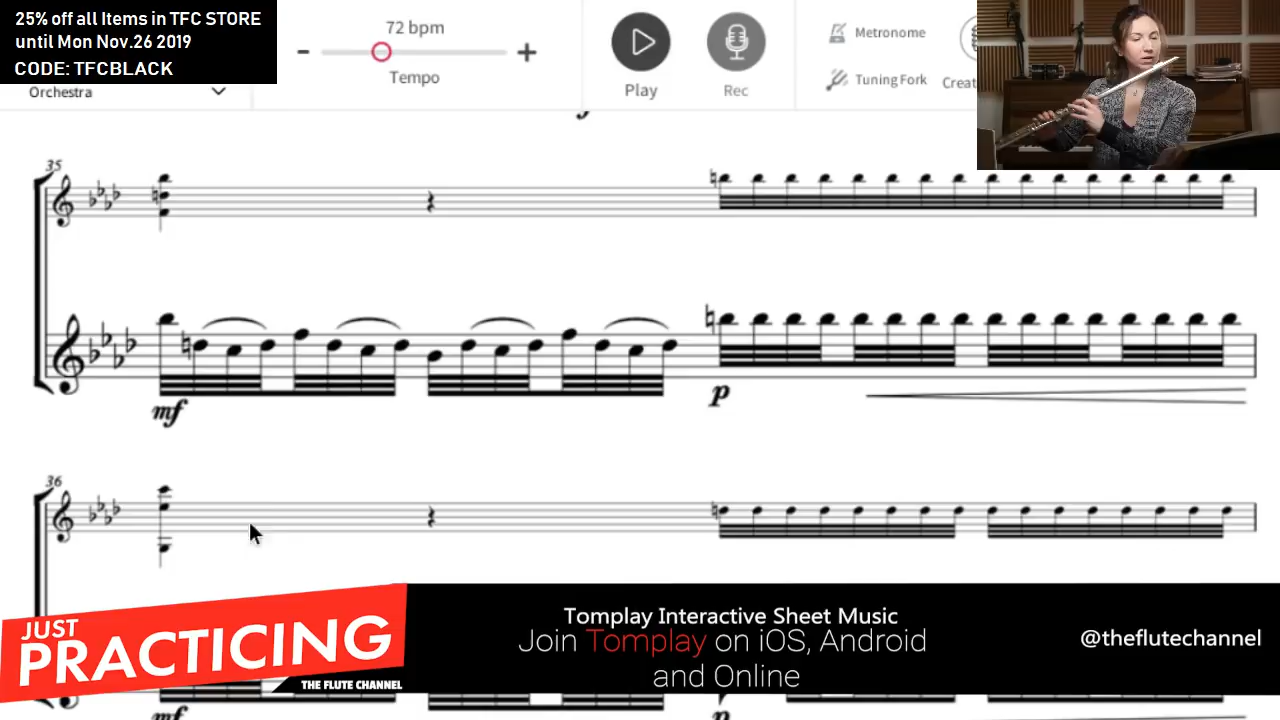 25% off all Items in TFC STORE
until Mon Nov.26 2019
CODE: TFCBLACK
Orchestra
72 bpm
Tempo
Play
Rec
Metronome
Tuning Fork
Creat
35
mf
p
36
JUST
PRACTICING
THE FLUTE CHANNEL
Tomplay Interactive Sheet Music
Join Tomplay on iOS, Android
and Online
@theflutechannel
mf
p